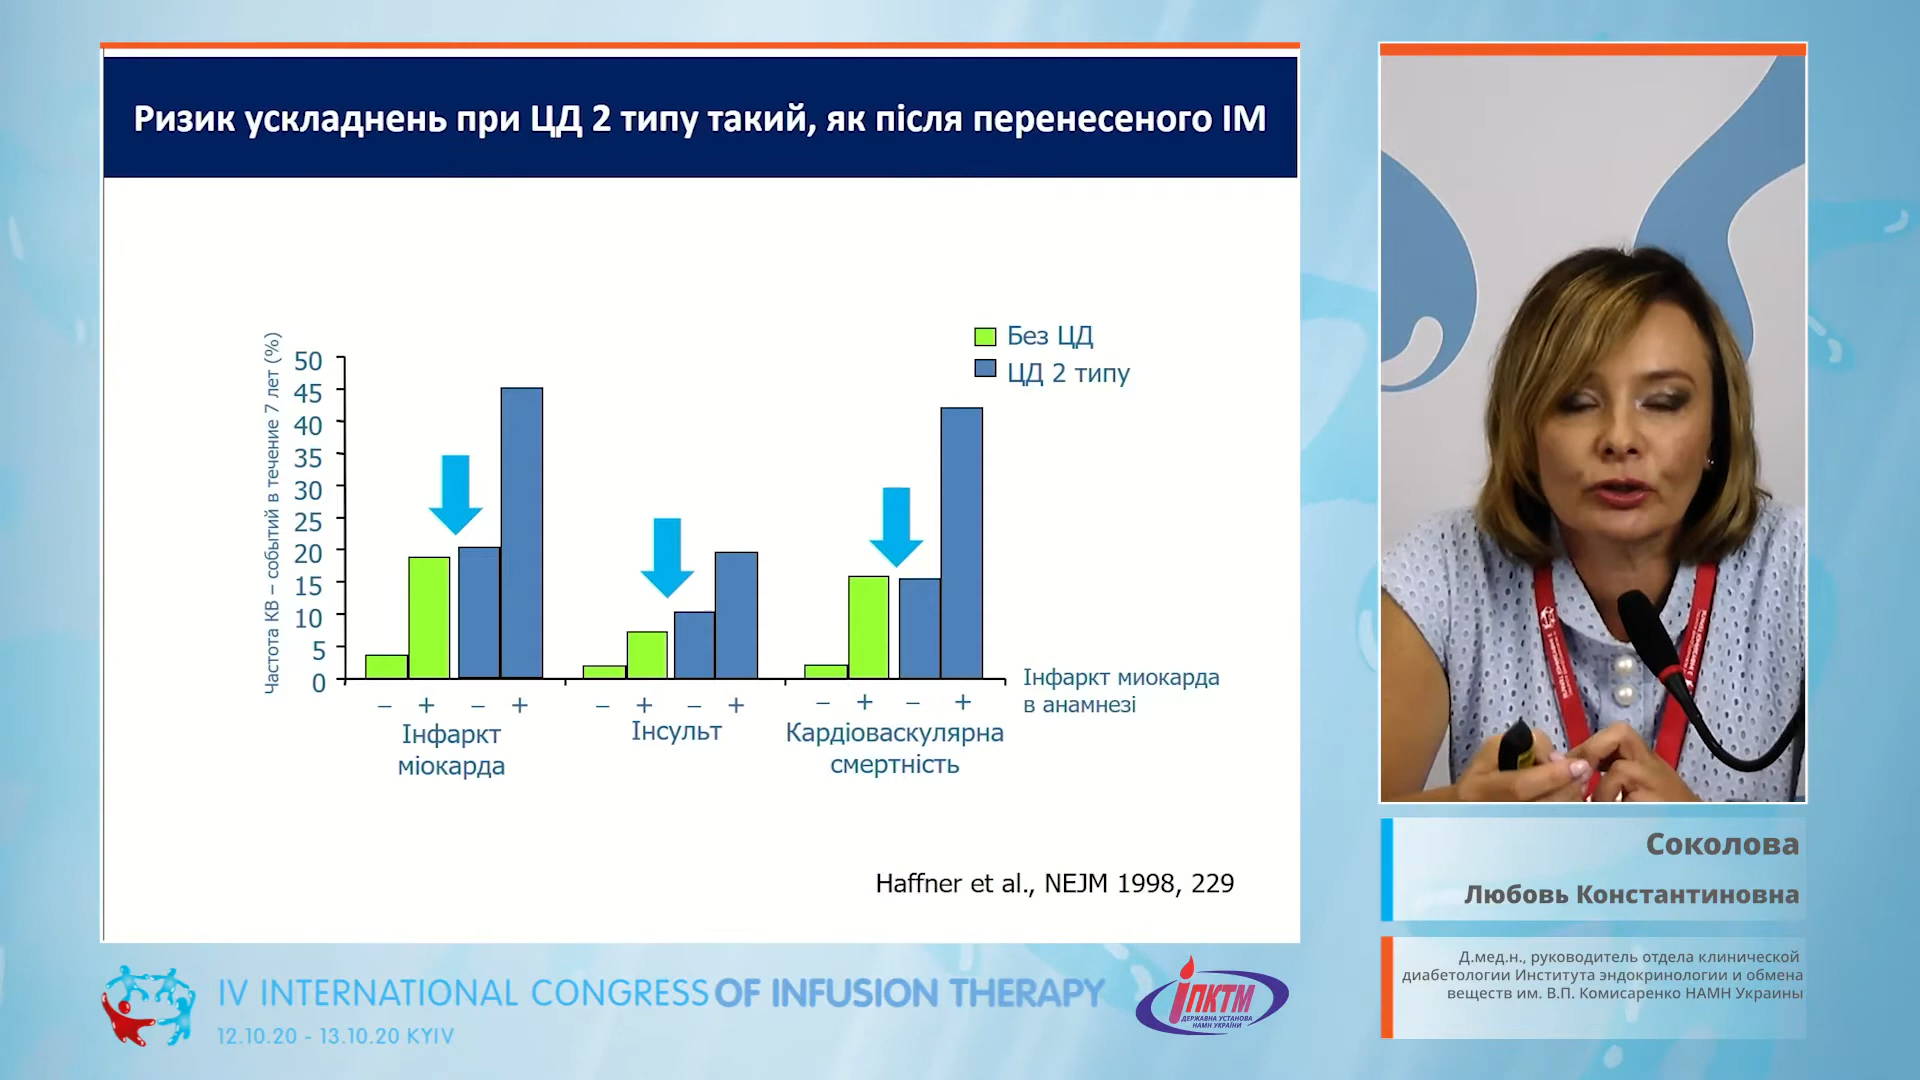 Ризик ускладнень при ЦД 2 типу такий, як після перенесеного ІМ
Частота КВ – событий в течение 7 лет (%)
50
45
40
35
30
25
20
15
10
5
0
Без ЦД
ЦД 2 типу
– + – +
– + – +
– + – +
Інфаркт
міокарда
Інсульт
Кардіоваскулярна
смертність
Інфаркт миокарда
в анамнезі
Haffner et al., NEJM 1998, 229
Соколова
Любовь Константиновна
Д.мед.н., руководитель отдела клинической
диабетологии Института эндокринологии и обмена
веществ им. В.П. Комисаренко НАМН Украины
IV INTERNATIONAL CONGRESS OF INFUSION THERAPY
12.10.20 - 13.10.20 KYIV
ІПКТМ
ДЕРЖАВНА УСТАНОВА
НАМН УКРАЇНИ